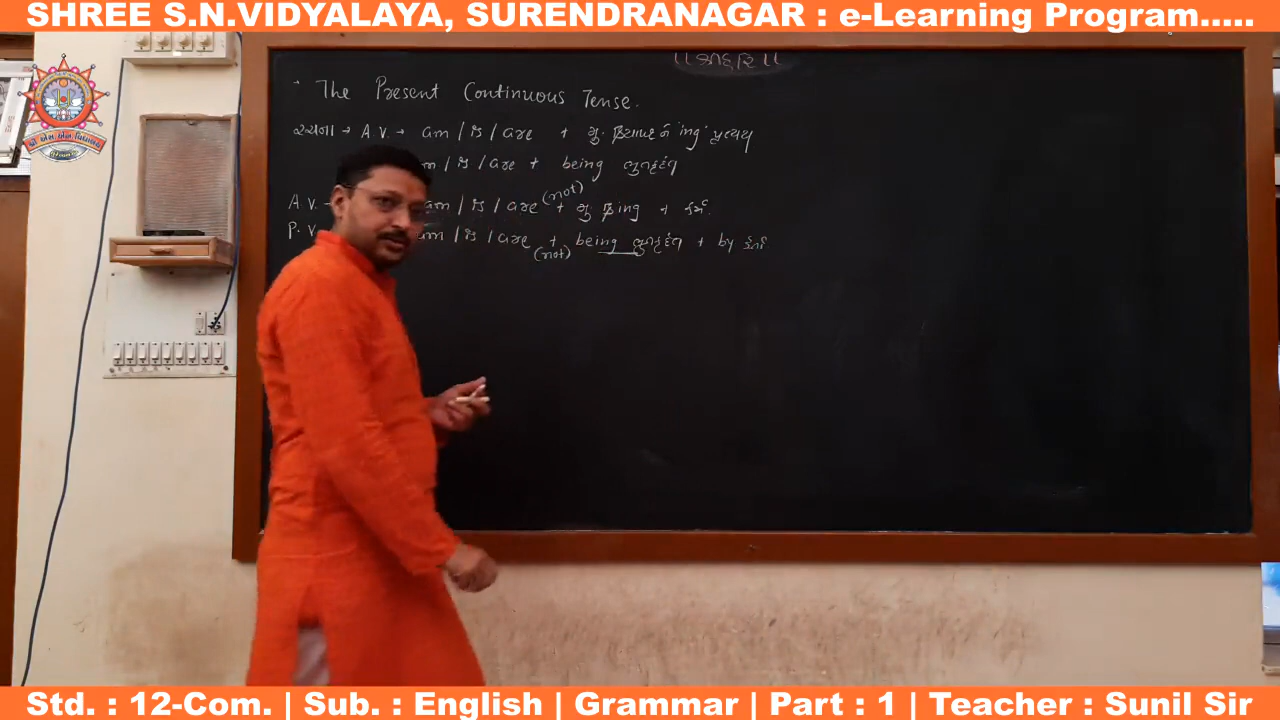 SHREE S.N.VIDYALAYA, SURENDRANAGAR : e-Learning Program.....
।। શ્રી હરિ ।।
The Present Continuous Tense.
રચના → A.V. → am / is / are + મુ. ક્રિયાપદને 'ing' પ્રત્યય
am / is / are + being ભૂતકૃદંત
A V. → am / is / are (not) + મુ. ક્રિ ing + કર્મ.
P. V am / is / are + (not) being ભૂતકૃદંત + by કર્તા
Std. : 12-Com. | Sub. : English | Grammar | Part : 1 | Teacher : Sunil Sir